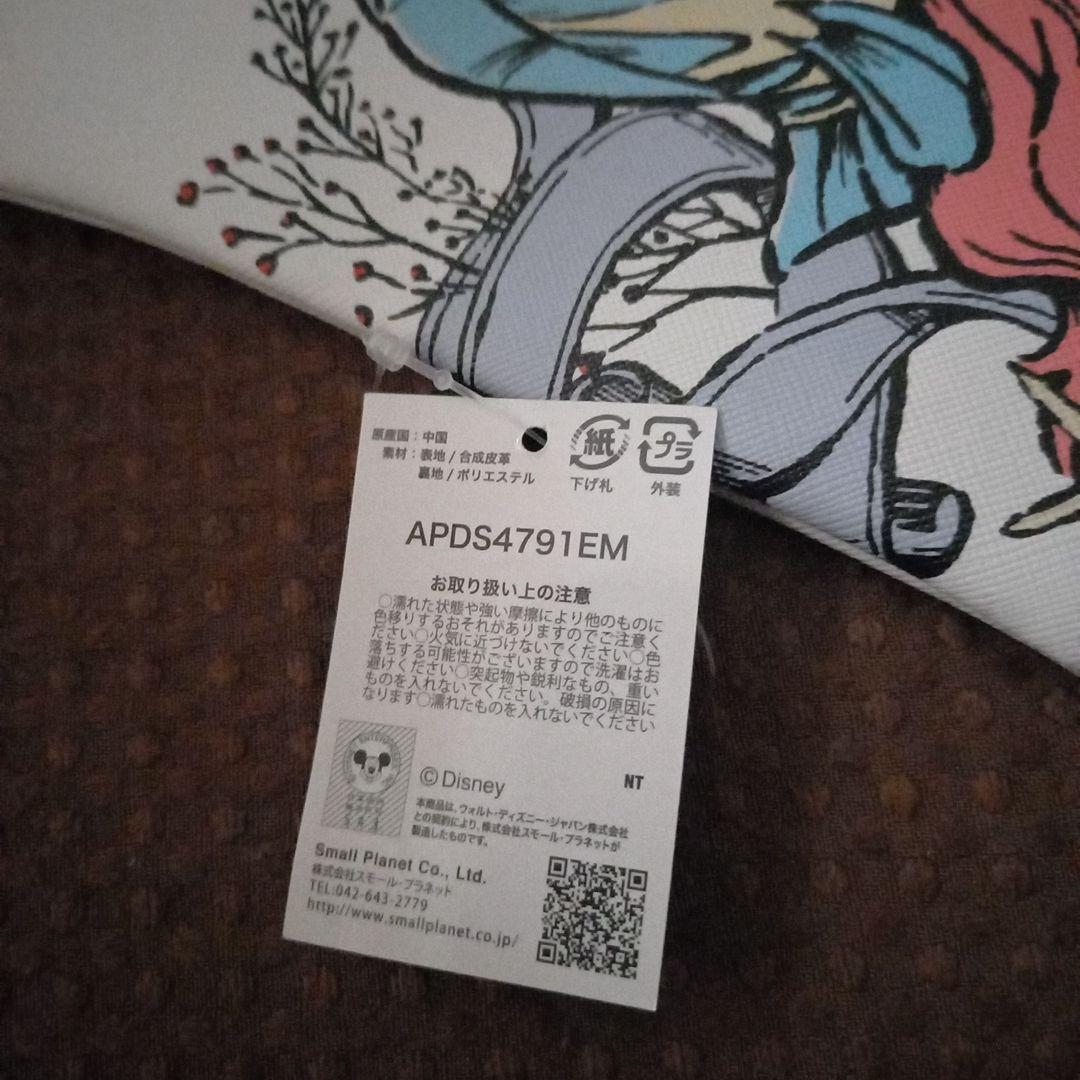 原産国：中国
素材：表地/合成皮革
裏地/ポリエステル
紙
下げ札
プラ
外装
APDS4791EM
お取り扱い上の注意
○濡れた状態や強い摩擦により他のものに
色移りするおそれがありますのでご注意く
ださい○火気に近づけないでください○色
落ちする可能性がございますので洗濯はお
避けください○突起物や鋭利なもの、重い
ものを入れないでください。破損の原因に
なります○濡れたものを入れないでください
©Disney
NT
本商品は、ウォルト・ディズニー・ジャパン株式会社
との契約により、株式会社スモール・プラネットが
製造したものです。
Small Planet Co., Ltd.
株式会社スモール・プラネット
TEL:042-643-2779
http://www.smallplanet.co.jp/